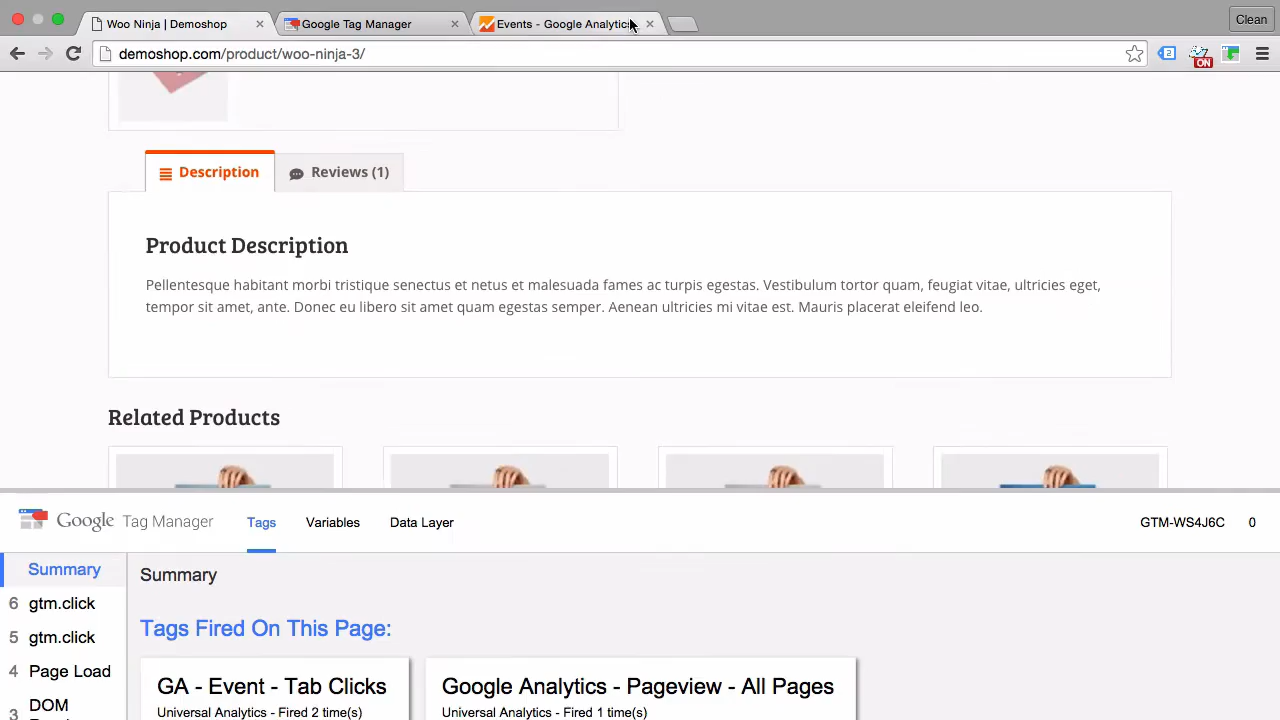 Woo Ninja | Demoshop
Google Tag Manager
Events - Google Analytics
Clean
demoshop.com/product/woo-ninja-3/
2
ON
Description
Reviews (1)
Product Description
Pellentesque habitant morbi tristique senectus et netus et malesuada fames ac turpis egestas. Vestibulum tortor quam, feugiat vitae, ultricies eget,
tempor sit amet, ante. Donec eu libero sit amet quam egestas semper. Aenean ultricies mi vitae est. Mauris placerat eleifend leo.
Related Products
Google Tag Manager
Tags
Variables
Data Layer
GTM-WS4J6C
0
Summary
6 gtm.click
5 gtm.click
4 Page Load
3 DOM
Summary
Tags Fired On This Page:
GA - Event - Tab Clicks
Universal Analytics - Fired 2 time(s)
Google Analytics - Pageview - All Pages
Universal Analytics - Fired 1 time(s)